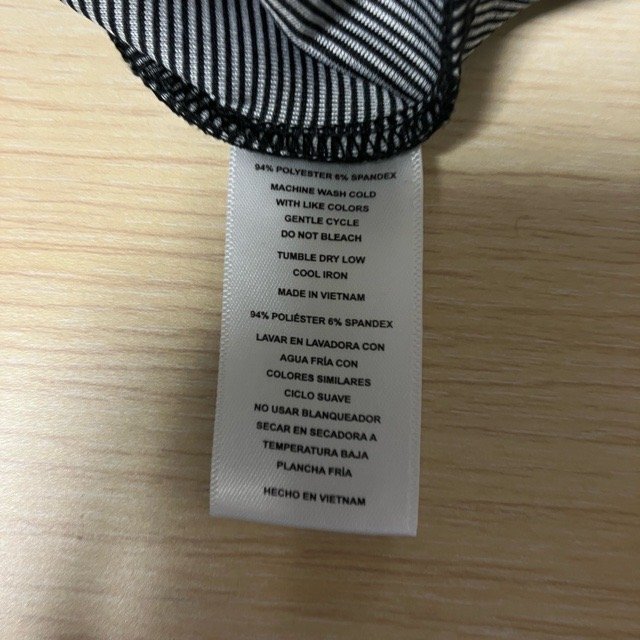 94% POLYESTER 6% SPANDEX
MACHINE WASH COLD
WITH LIKE COLORS
GENTLE CYCLE
DO NOT BLEACH
TUMBLE DRY LOW
COOL IRON
MADE IN VIETNAM
94% POLIÉSTER 6% SPANDEX
LAVAR EN LAVADORA CON
AGUA FRÍA CON
COLORES SIMILARES
CICLO SUAVE
NO USAR BLANQUEADOR
SECAR EN SECADORA A
TEMPERATURA BAJA
PLANCHA FRÍA
HECHO EN VIETNAM